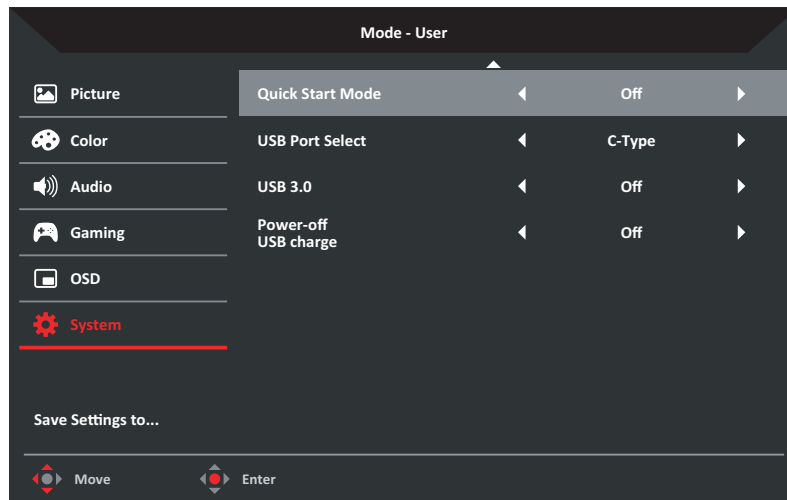 Mode - User
Picture
Quick Start Mode Off
Color
USB Port Select C-Type
Audio
USB 3.0 Off
Gaming
Power-off
USB charge Off
OSD
System
Save Settings to...
Move Enter